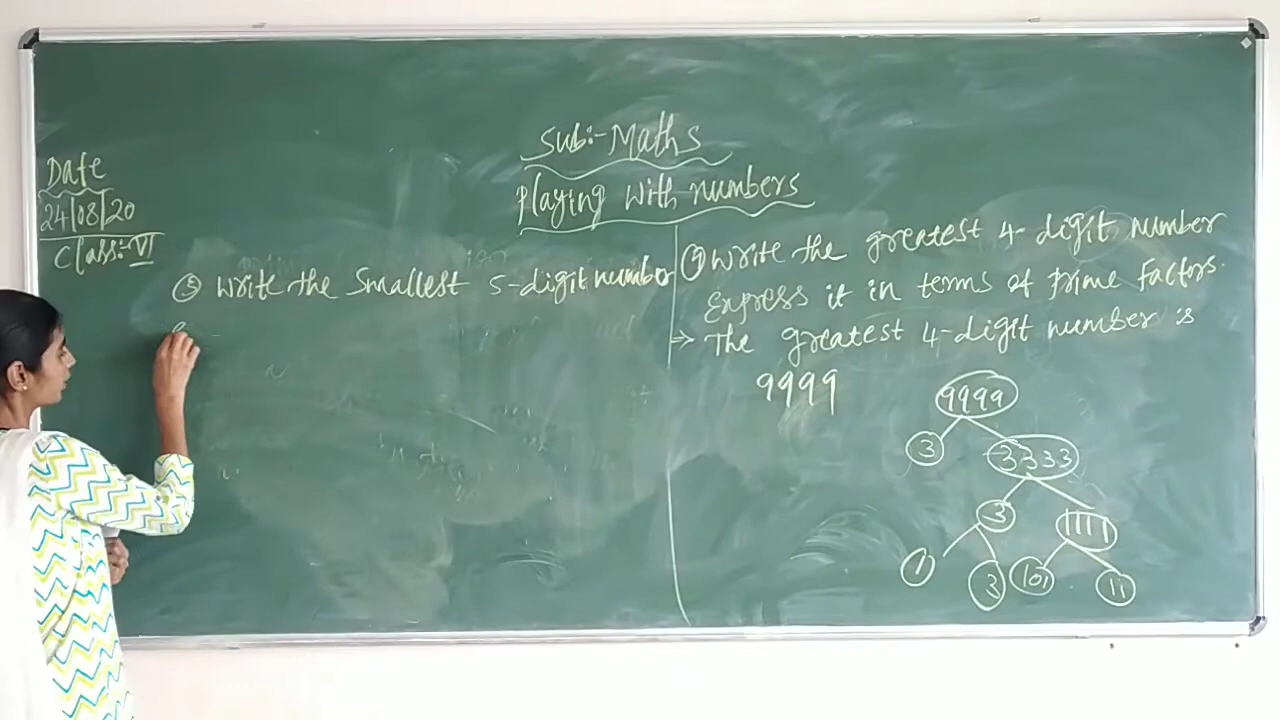 Sub:- Maths
Playing with numbers
Date
24/08/20
Class:- VI
⑤ Write the Smallest 5-digit number
④ Write the greatest 4-digit number
Express it in terms of prime factors.
→ The greatest 4-digit number is
9999
9999
3 3333
3 1111
1 3 101 11